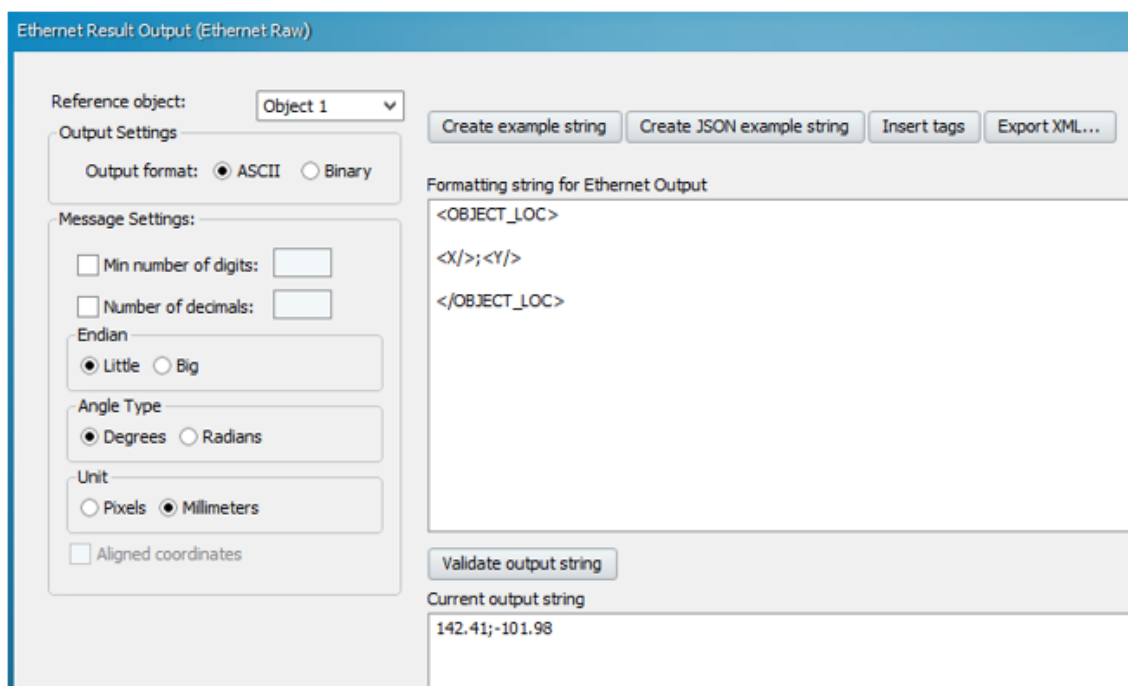 Ethernet Result Output (Ethernet Raw)
Reference object: Object 1
Output Settings
Output format: ASCII Binary
Message Settings:
Min number of digits:
Number of decimals:
Endian
Little Big
Angle Type
Degrees Radians
Unit
Pixels Millimeters
Aligned coordinates
Create example string Create JSON example string Insert tags Export XML...
Formatting string for Ethernet Output
<OBJECT_LOC>
<X/>;<Y/>
</OBJECT_LOC>
Validate output string
Current output string
142.41;-101.98